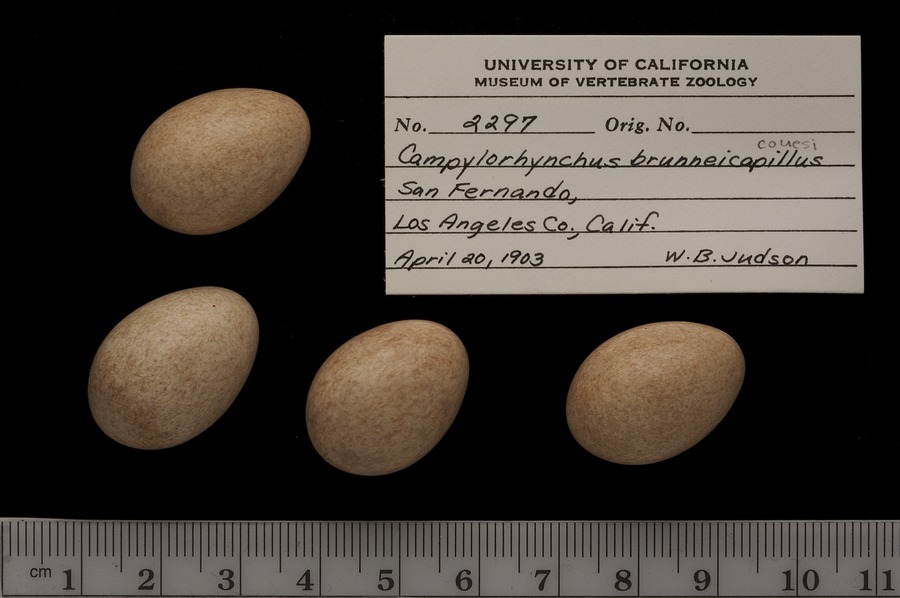 UNIVERSITY OF CALIFORNIA
MUSEUM OF VERTEBRATE ZOOLOGY
No. 2297 Orig. No.
couesi
Campylorhynchus brunneicapillus
San Fernando,
Los Angeles Co., Calif.
April 20, 1903 W. B. Judson
cm 1 2 3 4 5 6 7 8 9 10 11